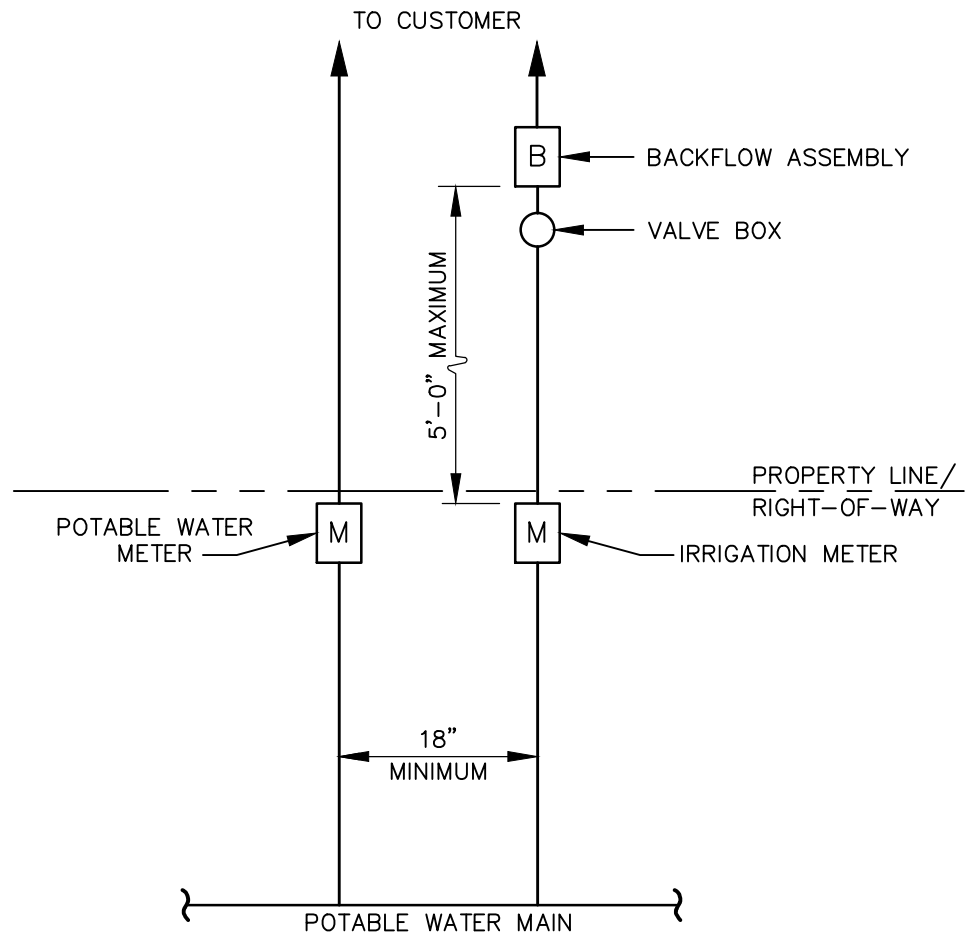 TO CUSTOMER
B
BACKFLOW ASSEMBLY
VALVE BOX
5'-0" MAXIMUM
PROPERTY LINE/
RIGHT-OF-WAY
POTABLE WATER
METER
M
M
IRRIGATION METER
18"
MINIMUM
POTABLE WATER MAIN